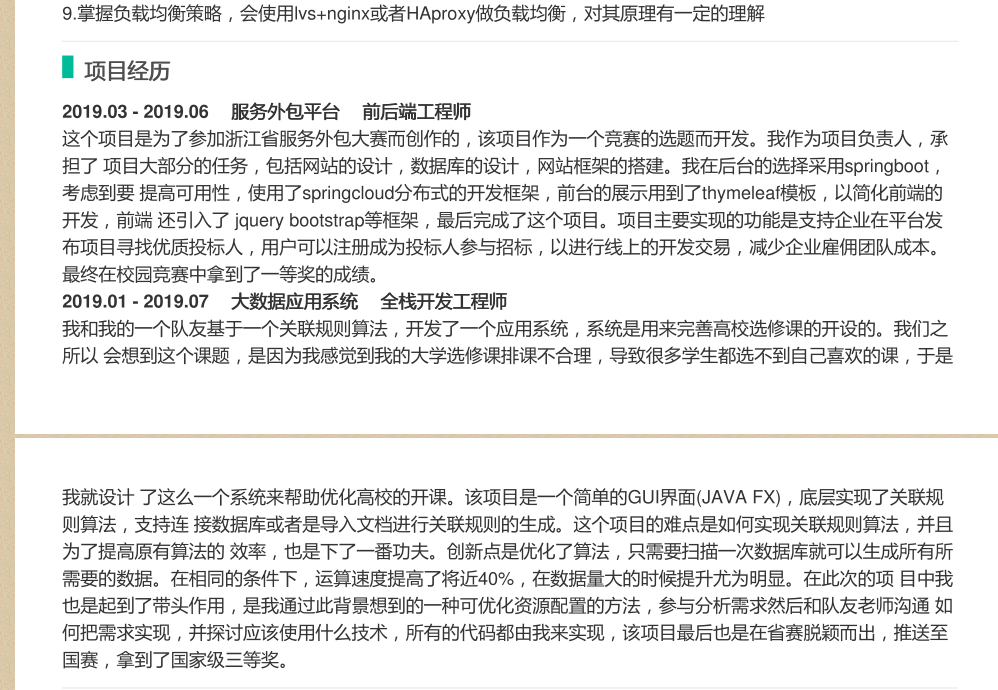 9.掌握负载均衡策略，会使用lvs+nginx或者HAproxy做负载均衡，对其原理有一定的理解
项目经历
2019.03 - 2019.06 服务外包平台 前后端工程师
这个项目是为了参加浙江省服务外包大赛而创作的，该项目作为一个竞赛的选题而开发。我作为项目负责人，承
担了 项目大部分的任务，包括网站的设计，数据库的设计，网站框架的搭建。我在后台的选择采用springboot，
考虑到要 提高可用性，使用了springcloud分布式的开发框架，前台的展示用到了thymeleaf模板，以简化前端的
开发，前端 还引入了 jquery bootstrap等框架，最后完成了这个项目。项目主要实现的功能是支持企业在平台发
布项目寻找优质投标人，用户可以注册成为投标人参与招标，以进行线上的开发交易，减少企业雇佣团队成本。
最终在校园竞赛中拿到了一等奖的成绩。
2019.01 - 2019.07 大数据应用系统 全栈开发工程师
我和我的一个队友基于一个关联规则算法，开发了一个应用系统，系统是用来完善高校选修课的开设的。我们之
所以 会想到这个课题，是因为我感觉到我的大学选修课排课不合理，导致很多学生都选不到自己喜欢的课，于是
我就设计 了这么一个系统来帮助优化高校的开课。该项目是一个简单的GUI界面(JAVA FX)，底层实现了关联规
则算法，支持连 接数据库或者是导入文档进行关联规则的生成。这个项目的难点是如何实现关联规则算法，并且
为了提高原有算法的 效率，也是下了一番功夫。创新点是优化了算法，只需要扫描一次数据库就可以生成所有所
需要的数据。在相同的条件下，运算速度提高了将近40%，在数据量大的时候提升尤为明显。在此次的项 目中我
也是起到了带头作用，是我通过此背景想到的一种可优化资源配置的方法，参与分析需求然后和队友老师沟通 如
何把需求实现，并探讨应该使用什么技术，所有的代码都由我来实现，该项目最后也是在省赛脱颖而出，推送至
国赛，拿到了国家级三等奖。